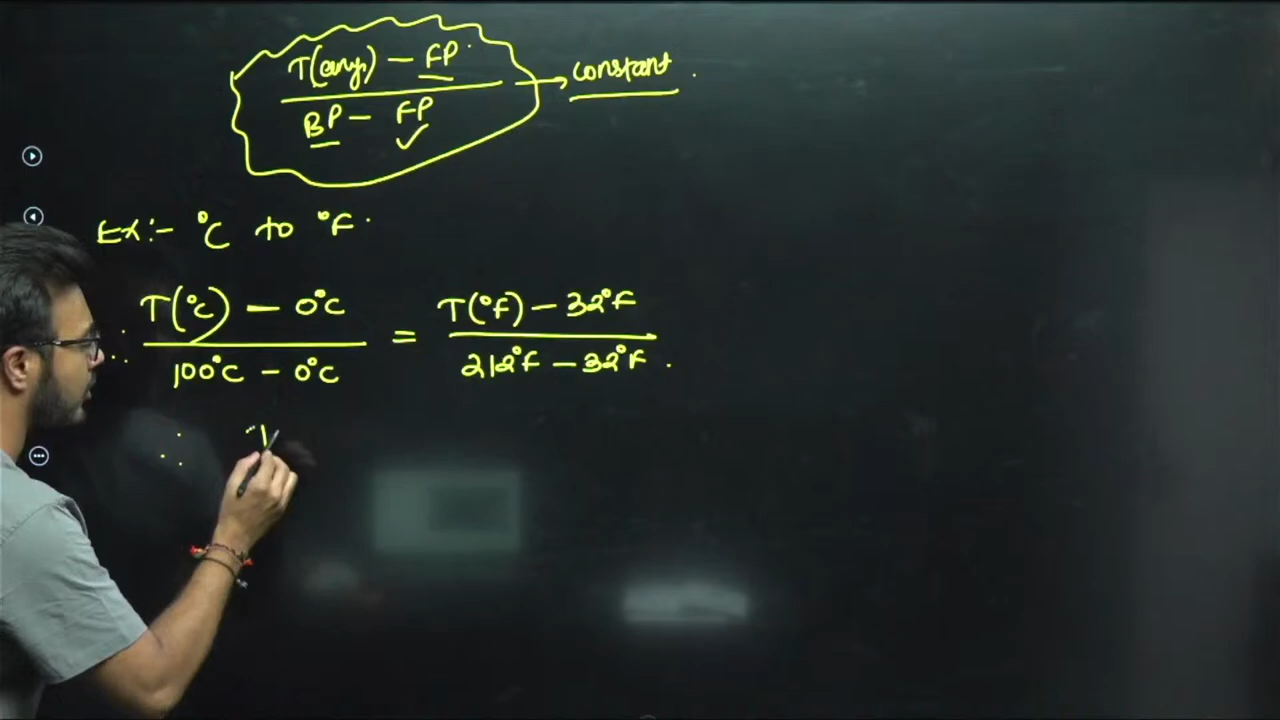 T(any) - FP.
BP - FP ✓
→ constant.
Ex:- °C to °F.
∴ T(°C) - 0°C / 100°C - 0°C = T(°F) - 32°F / 212°F - 32°F.
∴ T